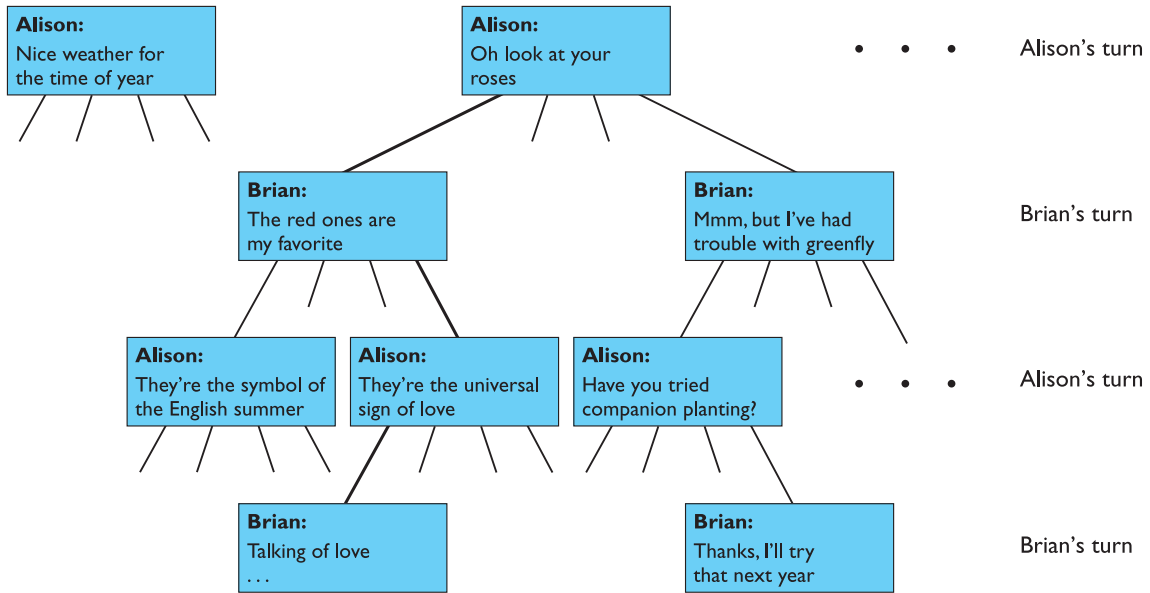 Alison:
Nice weather for
the time of year
Alison:
Oh look at your
roses
Alison's turn
Brian:
The red ones are
my favorite
Brian:
Mmm, but I've had
trouble with greenfly
Brian's turn
Alison:
They're the symbol of
the English summer
Alison:
They're the universal
sign of love
Alison:
Have you tried
companion planting?
Alison's turn
Brian:
Talking of love
. . .
Brian:
Thanks, I'll try
that next year
Brian's turn